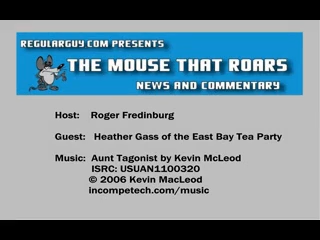 REGULARGUY.COM PRESENTS
THE MOUSE THAT ROARS
NEWS AND COMMENTARY
Host: Roger Fredinburg
Guest: Heather Gass of the East Bay Tea Party
Music: Aunt Tagonist by Kevin McLeod
ISRC: USUAN1100320
© 2006 Kevin MacLeod
incompetech.com/music